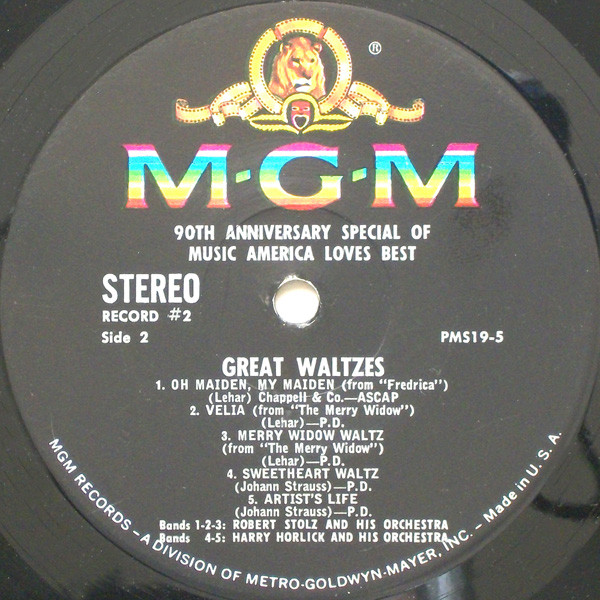 ®
M·G·M
90TH ANNIVERSARY SPECIAL OF
MUSIC AMERICA LOVES BEST
STEREO
RECORD #2
Side 2
PMS19-5
GREAT WALTZES
1. OH MAIDEN, MY MAIDEN (from "Fredrica")
(Lehar) Chappell & Co.—ASCAP
2. VELIA (from "The Merry Widow")
(Lehar)—P.D.
3. MERRY WIDOW WALTZ
(from "The Merry Widow")
(Lehar)—P.D.
4. SWEETHEART WALTZ
(Johann Strauss)—P.D.
5. ARTIST'S LIFE
(Johann Strauss)—P.D.
Bands 1-2-3: ROBERT STOLZ AND HIS ORCHESTRA
Bands 4-5: HARRY HORLICK AND HIS ORCHESTRA
MGM RECORDS – A DIVISION OF METRO-GOLDWYN-MAYER, INC. – Made in U. S. A.